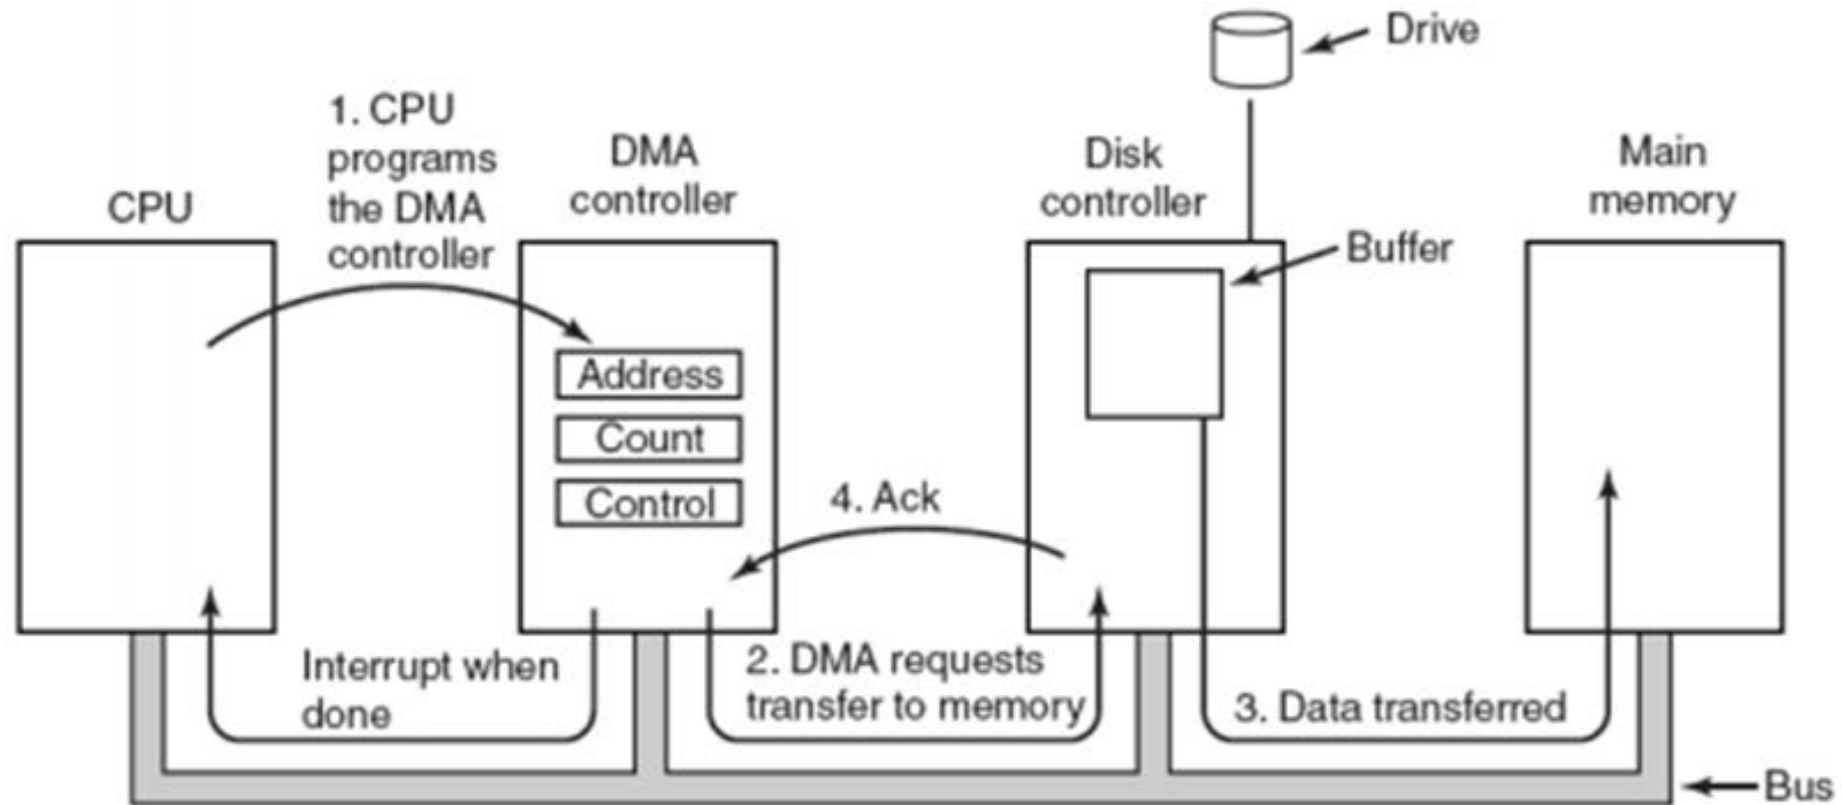 Drive
1. CPU
programs
the DMA
controller
CPU
DMA
controller
Disk
controller
Main
memory
Buffer
Address
Count
Control
4. Ack
Interrupt when
done
2. DMA requests
transfer to memory
3. Data transferred
Bus